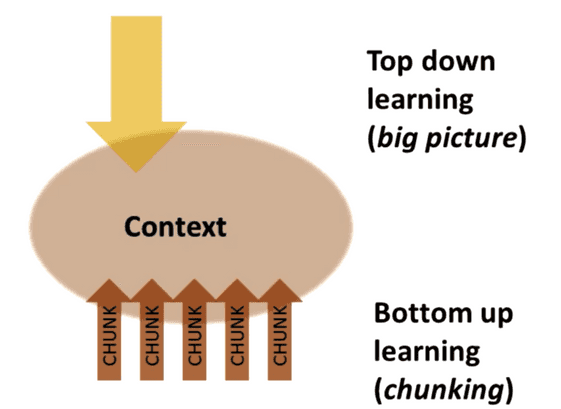 Top down
learning
(big picture)
Context
CHUNK
CHUNK
CHUNK
CHUNK
CHUNK
Bottom up
learning
(chunking)